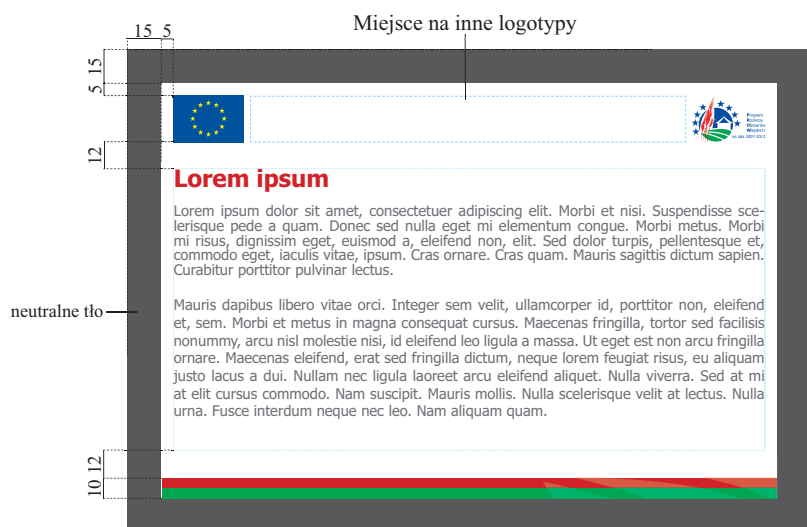 Miejsce na inne logotypy
15 5
15
5
12
Program
Rozwoju
Obszarów
Wiejskich
na lata 2007-2013
Lorem ipsum
Lorem ipsum dolor sit amet, consectetuer adipiscing elit. Morbi et nisi. Suspendisse sce-
lerisque pede a quam. Donec sed nulla eget mi elementum congue. Morbi metus. Morbi
mi risus, dignissim eget, euismod a, eleifend non, elit. Sed dolor turpis, pellentesque et,
commodo eget, iaculis vitae, ipsum. Cras ornare. Cras quam. Mauris sagittis dictum sapien.
Curabitur porttitor pulvinar lectus.
Mauris dapibus libero vitae orci. Integer sem velit, ullamcorper id, porttitor non, eleifend
et, sem. Morbi et metus in magna consequat cursus. Maecenas fringilla, tortor sed facilisis
nonummy, arcu nisl molestie nisi, id eleifend leo ligula a massa. Ut eget est non arcu fringilla
ornare. Maecenas eleifend, erat sed fringilla dictum, neque lorem feugiat risus, eu aliquam
justo lacus a dui. Nullam nec ligula laoreet arcu eleifend aliquet. Nulla viverra. Sed at mi
at elit cursus commodo. Nam suscipit. Mauris mollis. Nulla scelerisque velit at lectus. Nulla
urna. Fusce interdum neque nec leo. Nam aliquam quam.
neutralne tło
12
10